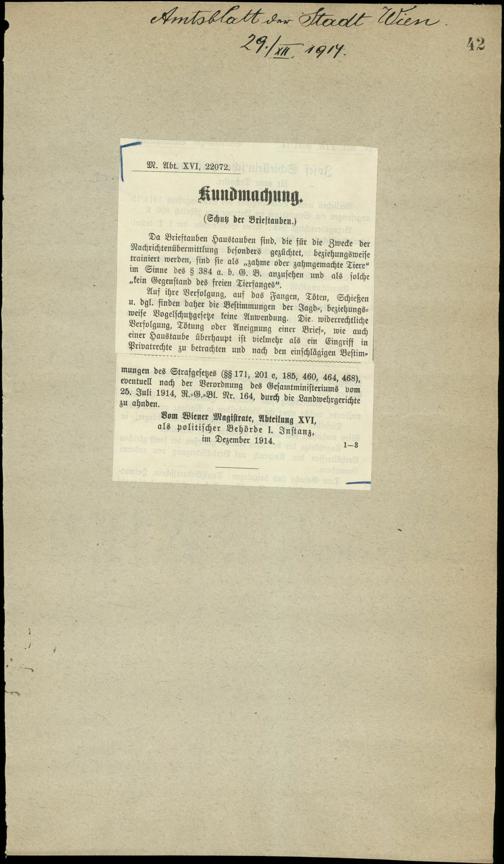 Amtsblatt der Stadt Wien.
29./XII. 1914.
42
M. Abt. XVI, 22072.
Kundmachung.
(Schutz der Brieftauben.)
Da Brieftauben Haustauben sind, die für die Zwecke der
Nachrichtenübermittlung besonders gezüchtet, beziehungsweise
trainiert werden, sind sie als „zahme oder zahmgemachte Tiere“
im Sinne des § 384 a. b. G. B. anzusehen und als solche
„kein Gegenstand des freien Tierfanges“.
Auf ihre Verfolgung, auf das Fangen, Töten, Schießen
u. dgl. finden daher die Bestimmungen der Jagd-, beziehungs-
weise Vogelschutzgesetze keine Anwendung. Die widerrechtliche
Verfolgung, Tötung oder Aneignung einer Brief-, wie auch
einer Haustaube überhaupt ist vielmehr als ein Eingriff in
Privatrechte zu betrachten und nach den einschlägigen Bestim-
mungen des Strafgesetzes (§§ 171, 201 c, 185, 460, 464, 468),
eventuell nach der Verordnung des Gesamtministeriums vom
25. Juli 1914, R.-G.-Bl. Nr. 164, durch die Landwehrgerichte
zu ahnden.
Vom Wiener Magistrate, Abteilung XVI,
als politischer Behörde I. Instanz,
im Dezember 1914.
1—3